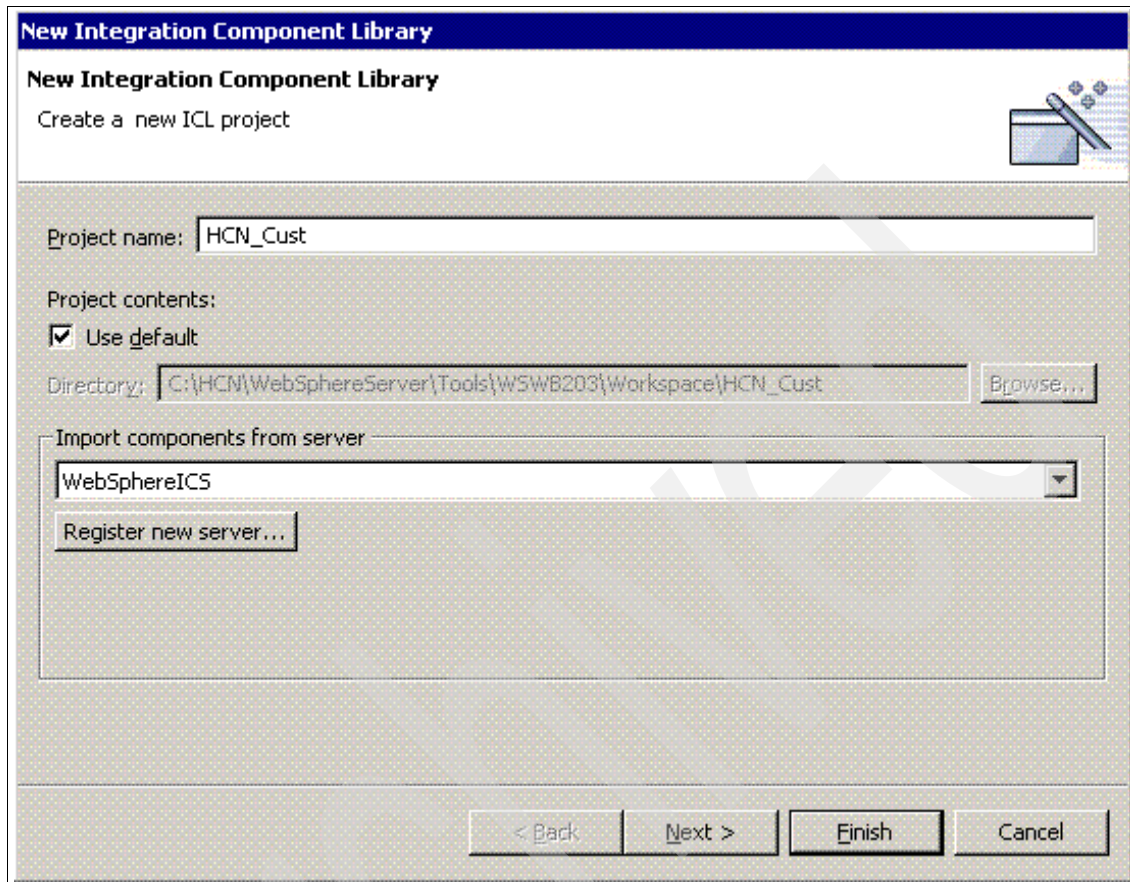 New Integration Component Library
New Integration Component Library
Create a new ICL project
Project name: HCN_Cust
Project contents:
Use default
Directory: C:\HCN\WebSphereServer\Tools\WSWB203\Workspace\HCN_Cust Browse...
Import components from server
WebSphereICS
Register new server...
< Back Next > Finish Cancel